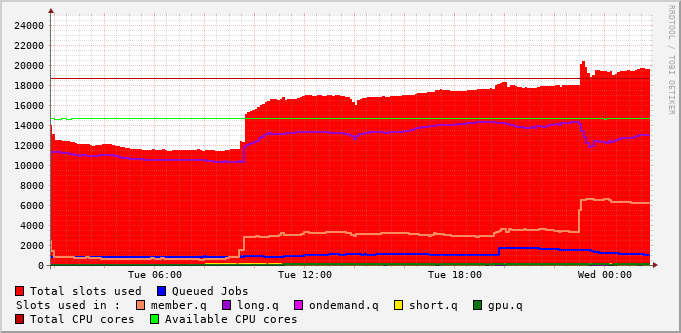 24000
22000
20000
18000
16000
14000
12000
10000
8000
6000
4000
2000
0
Tue 06:00 Tue 12:00 Tue 18:00 Wed 00:00
RRDTOOL / TOBI OETIKER
Total slots used Queued Jobs
Slots used in : member.q long.q ondemand.q short.q gpu.q
Total CPU cores Available CPU cores